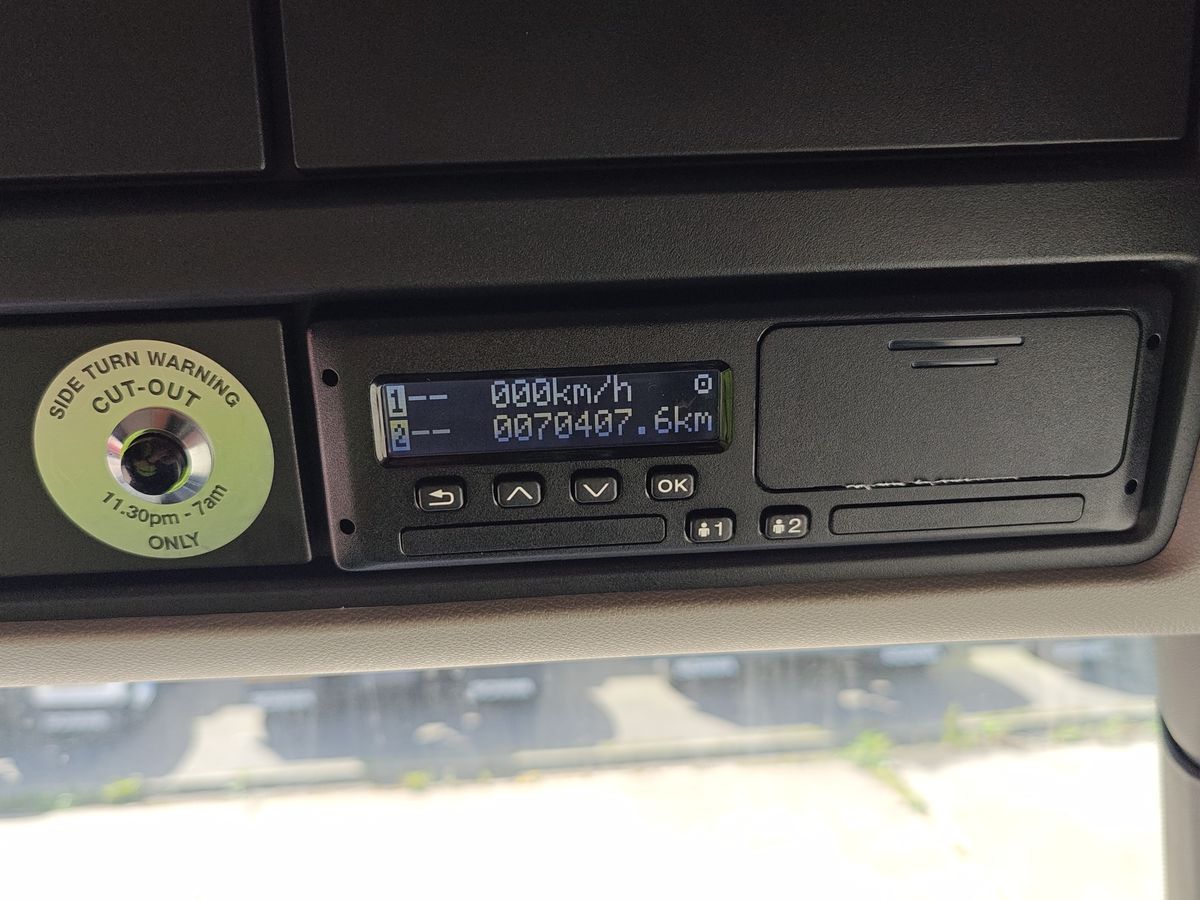 SIDE TURN WARNING
CUT-OUT
11.30pm - 7am
ONLY
1-- 000km/h
2-- 0070407.6km
OK
1
2